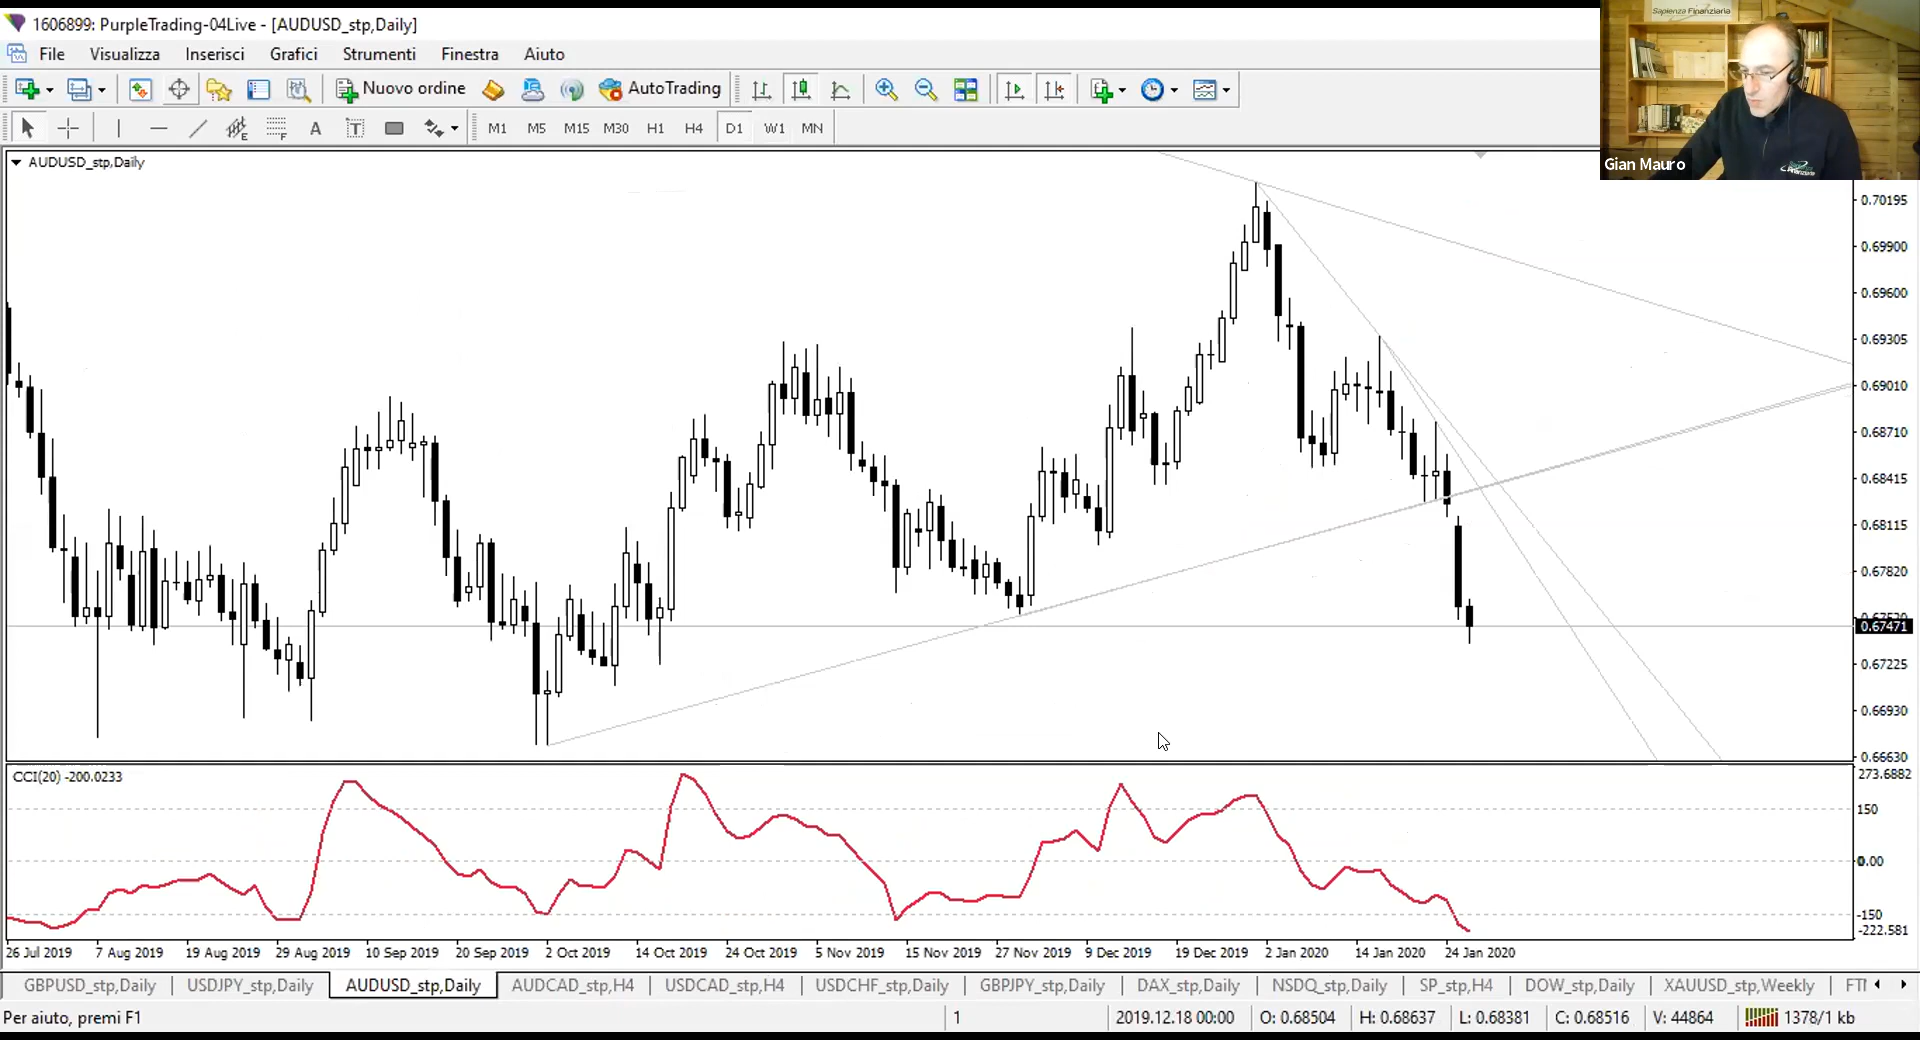 1606899: PurpleTrading-04Live - [AUDUSD_stp,Daily]
File Visualizza Inserisci Grafici Strumenti Finestra Aiuto
Nuovo ordine AutoTrading
E F A T M1 M5 M15 M30 H1 H4 D1 W1 MN
Sapienza Finanziaria
Gian Mauro
AUDUSD_stp,Daily
0.70195
0.69900
0.69600
0.69305
0.69010
0.68710
0.68415
0.68115
0.67820
0.67471
0.67225
0.66930
0.66630
CCI(20) -200.0233
273.6882
150
0.00
-150
-222.581
26 Jul 2019 7 Aug 2019 19 Aug 2019 29 Aug 2019 10 Sep 2019 20 Sep 2019 2 Oct 2019 14 Oct 2019 24 Oct 2019 5 Nov 2019 15 Nov 2019 27 Nov 2019 9 Dec 2019 19 Dec 2019 2 Jan 2020 14 Jan 2020 24 Jan 2020
GBPUSD_stp,Daily USDJPY_stp,Daily AUDUSD_stp,Daily AUDCAD_stp,H4 USDCAD_stp,H4 USDCHF_stp,Daily GBPJPY_stp,Daily DAX_stp,Daily NSDQ_stp,Daily SP_stp,H4 DOW_stp,Daily XAUUSD_stp,Weekly
Per aiuto, premi F1 1 2019.12.18 00:00 O: 0.68504 H: 0.68637 L: 0.68381 C: 0.68516 V: 44864 1378/1 kb